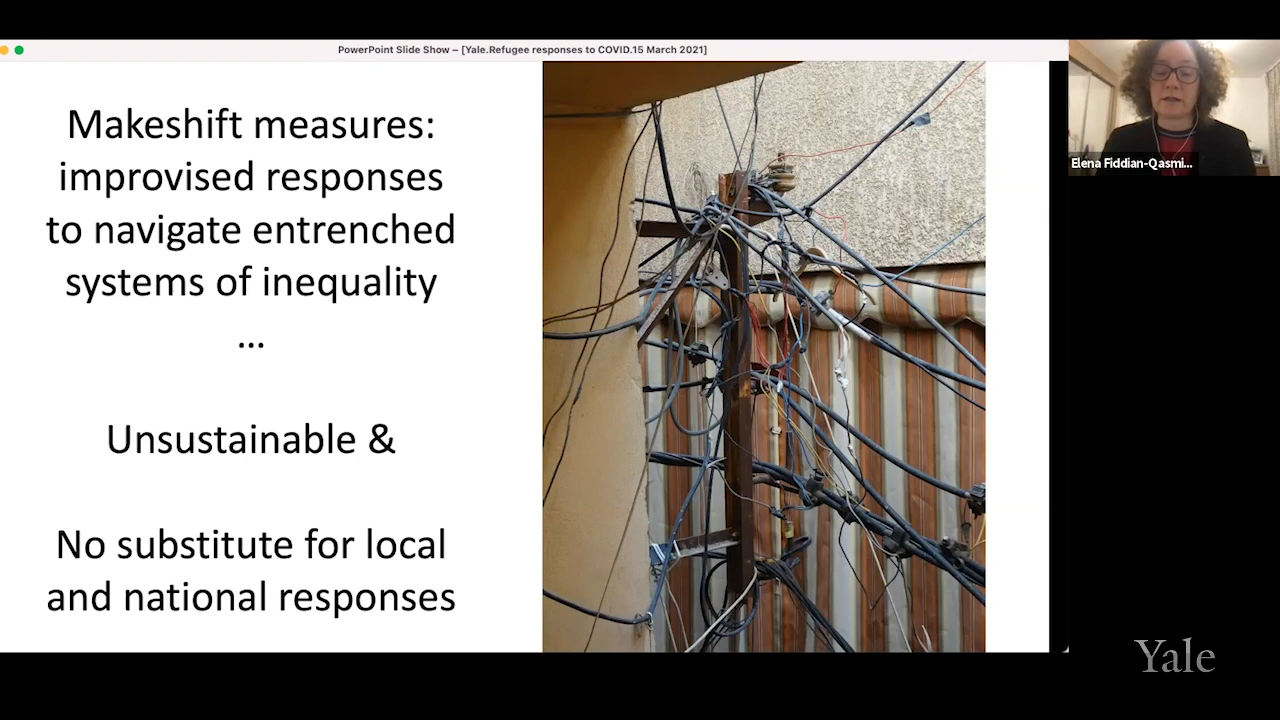 PowerPoint Slide Show – [Yale.Refugee responses to COVID.15 March 2021]
Makeshift measures:
improvised responses
to navigate entrenched
systems of inequality
...
Unsustainable &
No substitute for local
and national responses
Elena Fiddian-Qasmi...
Yale